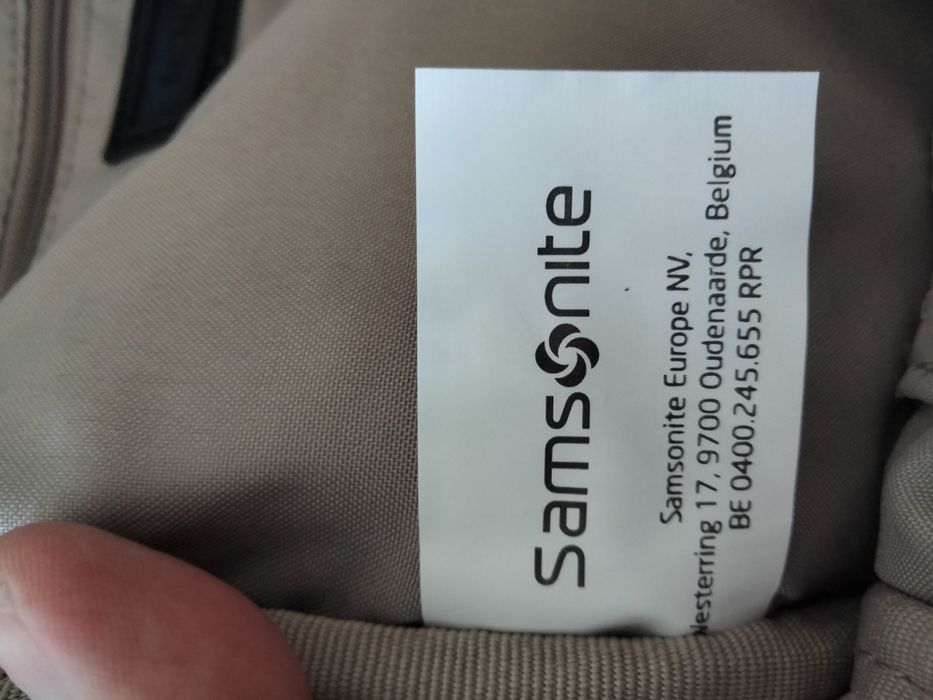 Samsonite
Samsonite Europe NV,
Westerring 17, 9700 Oudenaarde, Belgium
BE 0400.245.655 RPR